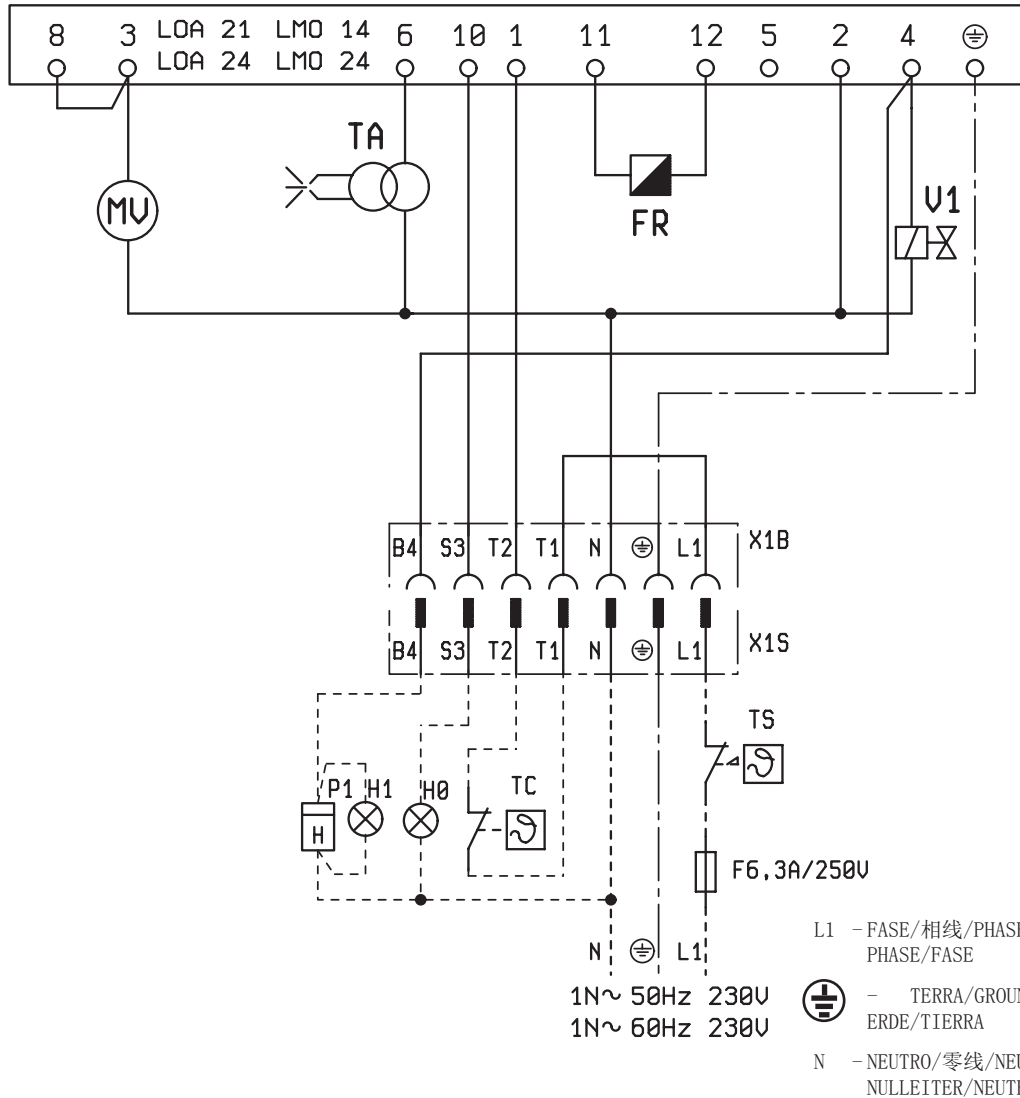 8 3 LOA 21 LMO 14 6 10 1 11 12 5 2 4
LOA 24 LMO 24
TA
MV
FR
V1
B4 S3 T2 T1 N L1 X1B
B4 S3 T2 T1 N L1 X1S
TS
P1 H1 H0 TC
H
F6,3A/250V
N L1
1N~ 50Hz 230V
1N~ 60Hz 230V
L1 - FASE/相线/PHASE
PHASE/FASE
- TERRA/GROUN
ERDE/TIERRA
N - NEUTRO/零线/NEU
NULLEITER/NEUT